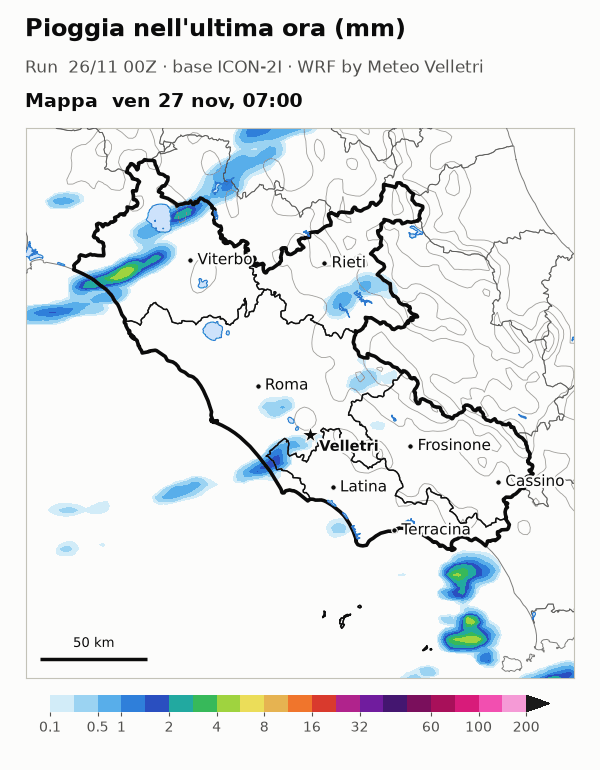 Pioggia nell'ultima ora (mm)
Run  26/11 00Z · base ICON-2I · WRF by Meteo Velletri
Mappa  ven 27 nov, 07:00
Viterbo
Rieti
Roma
Velletri
Frosinone
Latina
Cassino
Terracina
50 km
0.1 0.5 1 2 4 8 16 32 60 100 200